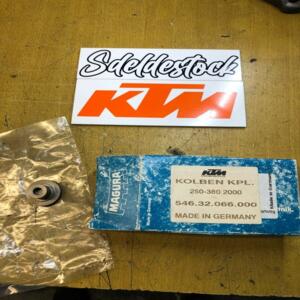 Sdeldestock
KTM
MAGURA
KTM
KOLBEN KPL.
250-380 2000
546.32.066.000
MADE IN GERMANY